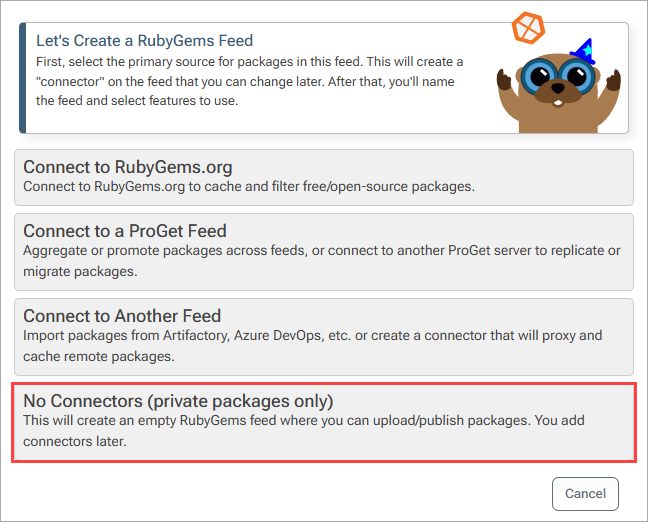 Let's Create a RubyGems Feed
First, select the primary source for packages in this feed. This will create a
"connector" on the feed that you can change later. After that, you'll name
the feed and select features to use.
Connect to RubyGems.org
Connect to RubyGems.org to cache and filter free/open-source packages.
Connect to a ProGet Feed
Aggregate or promote packages across feeds, or connect to another ProGet server to replicate or
migrate packages.
Connect to Another Feed
Import packages from Artifactory, Azure DevOps, etc. or create a connector that will proxy and
cache remote packages.
No Connectors (private packages only)
This will create an empty RubyGems feed where you can upload/publish packages. You add
connectors later.
Cancel